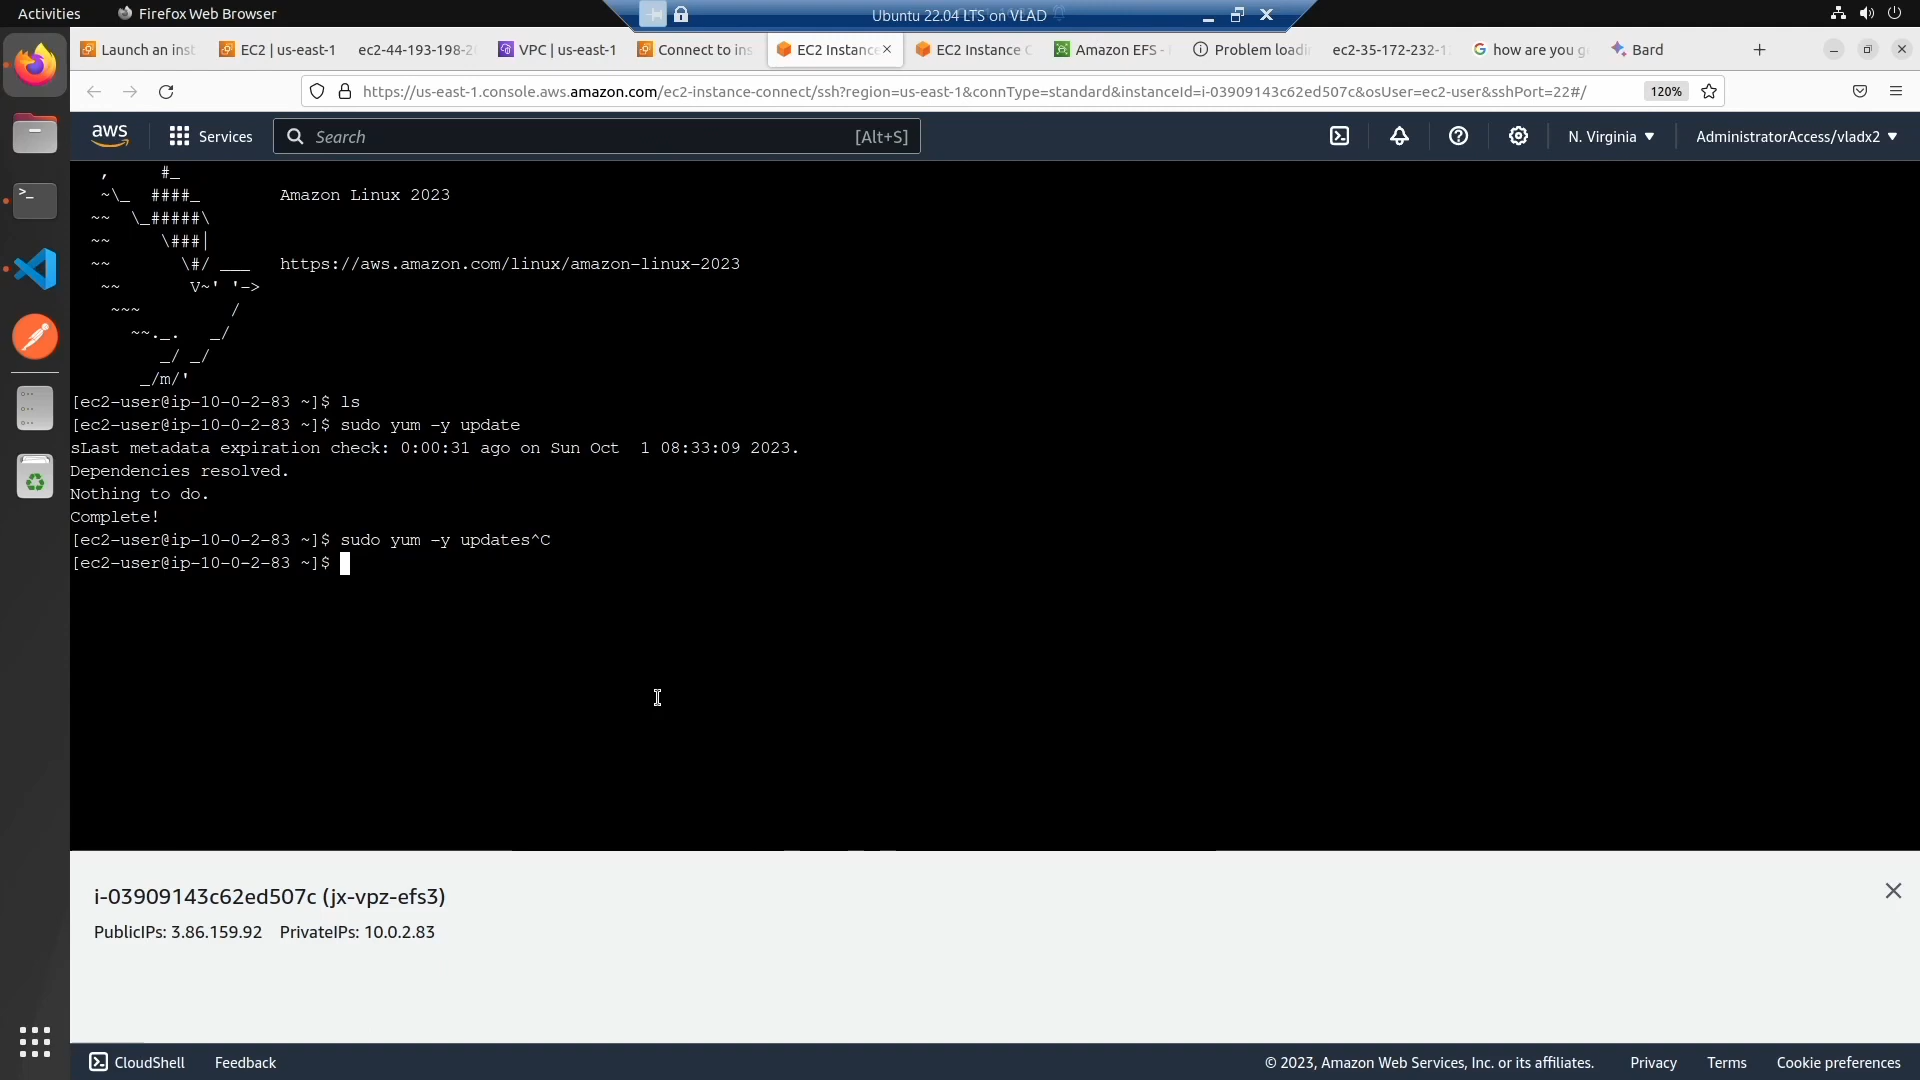 Activities
Firefox Web Browser
Ubuntu 22.04 LTS on VLAD
Launch an inst
EC2 | us-east-1
ec2-44-193-198-2
VPC | us-east-1
Connect to ins
EC2 Instance
EC2 Instance C
Amazon EFS -
Problem loadi
ec2-35-172-232-1
how are you g
Bard
https://us-east-1.console.aws.amazon.com/ec2-instance-connect/ssh?region=us-east-1&connType=standard&instanceId=i-03909143c62ed507c&osUser=ec2-user&sshPort=22#/
120%
aws
Services
Search
[Alt+S]
N. Virginia
AdministratorAccess/vladx2
   ,     #_
   ~\_  ####_        Amazon Linux 2023
  ~~  \_#####\
  ~~     \###|
  ~~       \#/ ___   https://aws.amazon.com/linux/amazon-linux-2023
   ~~       V~' '->
    ~~~         /
      ~~._.   _/
         _/ _/
       _/m/'
[ec2-user@ip-10-0-2-83 ~]$ ls
[ec2-user@ip-10-0-2-83 ~]$ sudo yum -y update
sLast metadata expiration check: 0:00:31 ago on Sun Oct  1 08:33:09 2023.
Dependencies resolved.
Nothing to do.
Complete!
[ec2-user@ip-10-0-2-83 ~]$ sudo yum -y updates^C
[ec2-user@ip-10-0-2-83 ~]$
i-03909143c62ed507c (jx-vpz-efs3)
PublicIPs: 3.86.159.92    PrivateIPs: 10.0.2.83
CloudShell
Feedback
© 2023, Amazon Web Services, Inc. or its affiliates.
Privacy
Terms
Cookie preferences